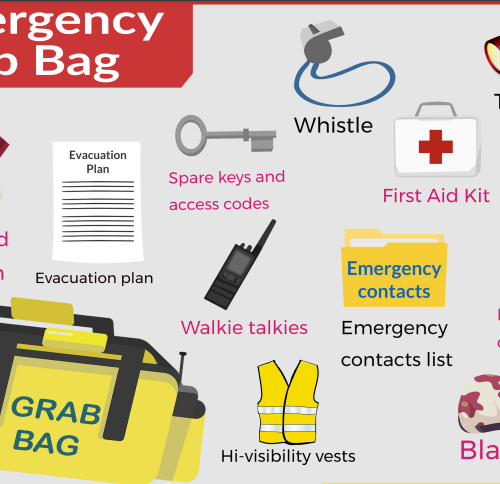 ergency
b Bag
Whistle
Evacuation
Plan
Spare keys and
access codes
First Aid Kit
Evacuation plan
Emergency
contacts
Walkie talkies
Emergency
contacts list
GRAB
BAG
Hi-visibility vests